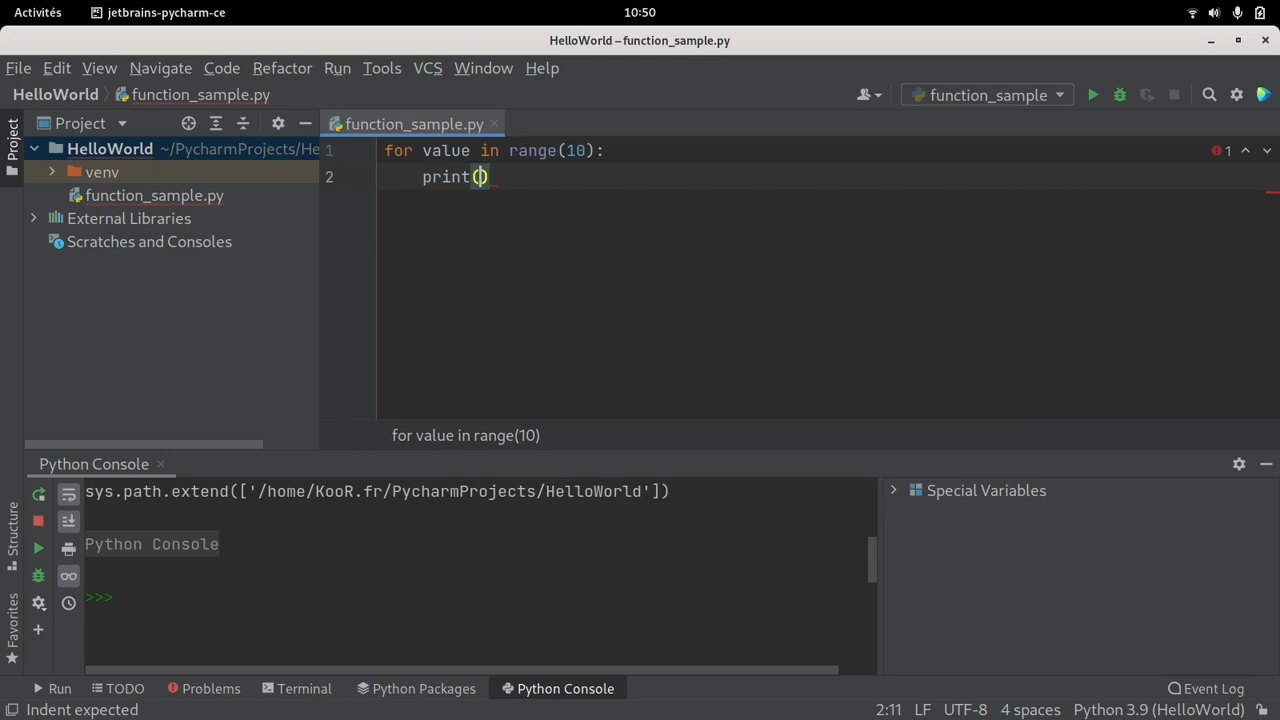 Activités jetbrains-pycharm-ce 10:50
HelloWorld – function_sample.py
File Edit View Navigate Code Refactor Run Tools VCS Window Help
HelloWorld function_sample.py function_sample
Project Project function_sample.py
HelloWorld ~/PycharmProjects/He
venv
function_sample.py
External Libraries
Scratches and Consoles
1 for value in range(10): 1
2 print()
for value in range(10)
Python Console
sys.path.extend(['/home/KooR.fr/PycharmProjects/HelloWorld'])
Python Console
>>>
Special Variables
Structure
Favorites
Run TODO Problems Terminal Python Packages Python Console Event Log
Indent expected 2:11 LF UTF-8 4 spaces Python 3.9 (HelloWorld)